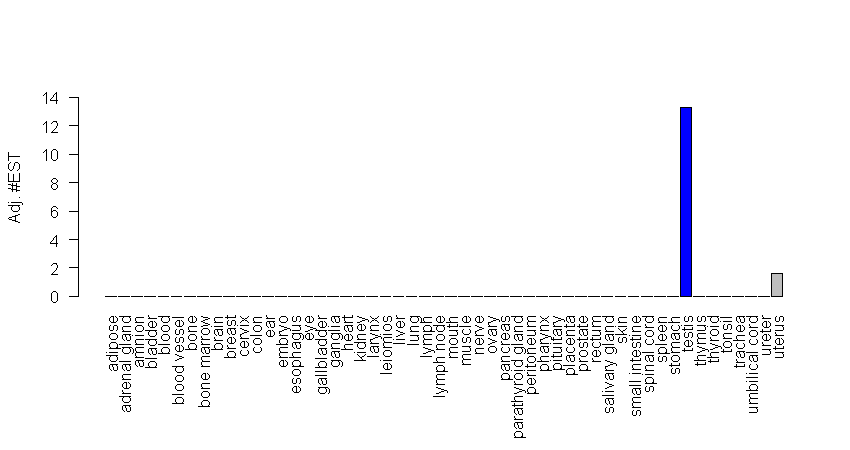 Adj. #EST
14
12
10
8
6
4
2
0
adipose
adrenal gland
amnion
bladder
blood
blood vessel
bone
bone marrow
brain
breast
cervix
colon
ear
embryo
esophagus
eye
gallbladder
ganglia
heart
kidney
larynx
leiomios
liver
lung
lymph
lymph node
mouth
muscle
nerve
ovary
pancreas
parathyroid gland
peritoneum
pharynx
pituitary
placenta
prostate
rectum
salivary gland
skin
small intestine
spinal cord
spleen
stomach
testis
thymus
thyroid
tonsil
trachea
umbilical cord
ureter
uterus